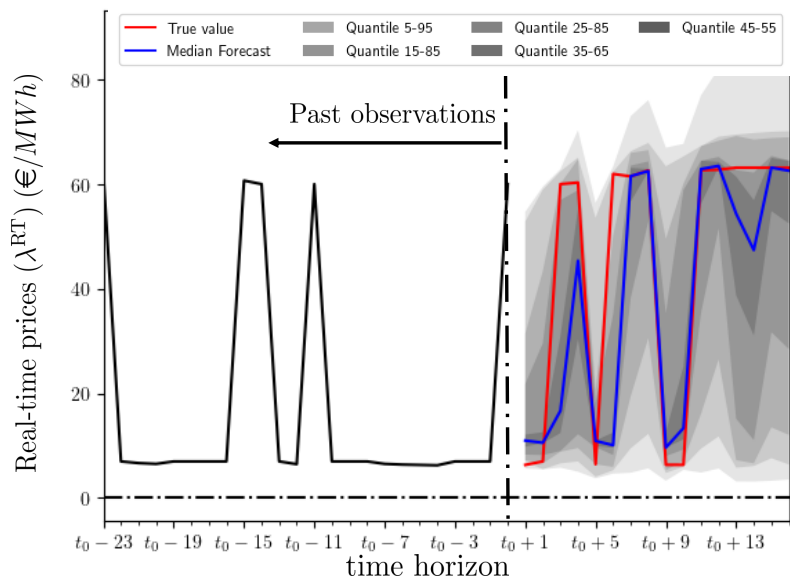 True value
Median Forecast
Quantile 5-95
Quantile 15-85
Quantile 25-85
Quantile 35-65
Quantile 45-55
Past observations
Real-time prices (λ^RT) (€/MWh)
80
60
40
20
0
t₀ − 23 t₀ − 19 t₀ − 15 t₀ − 11 t₀ − 7 t₀ − 3 t₀ + 1 t₀ + 5 t₀ + 9 t₀ + 13
time horizon